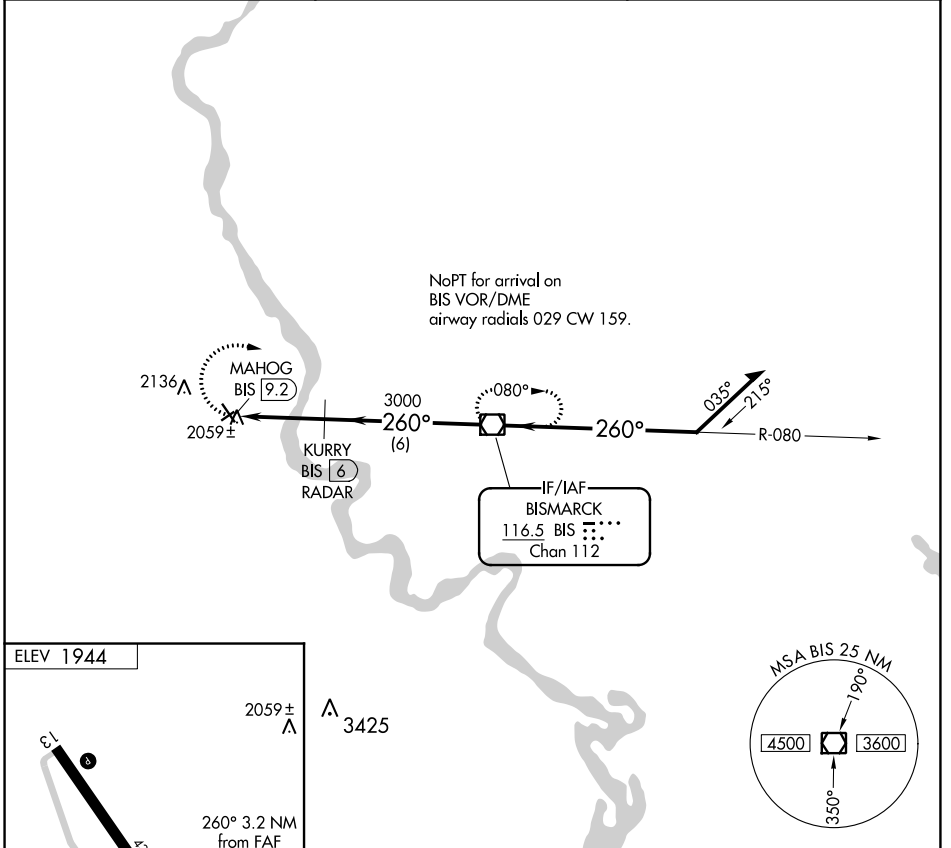 NoPT for arrival on
BIS VOR/DME
airway radials 029 CW 159.
2136
MAHOG
BIS 9.2
2059±
3000
260°
(6)
080°
260°
035°
215°
R-080
KURRY
BIS 6
RADAR
IF/IAF
BISMARCK
116.5 BIS
Chan 112
ELEV 1944
2059±
3425
13
P
260° 3.2 NM
from FAF
MSA BIS 25 NM
190°
4500
3600
350°